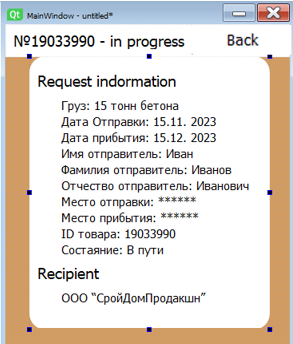 Qt MainWindow - untitled*
№19033990 - in progress Back
Request indormation
Груз: 15 тонн бетона
Дата Отправки: 15.11. 2023
Дата прибытия: 15.12. 2023
Имя отправитель: Иван
Фамилия отправитель: Иванов
Отчество отправитель: Иванович
Место отправки: ******
Место прибытия: ******
ID товара: 19033990
Состаяние: В пути
Recipient
ООО “СройДомПродакшн”